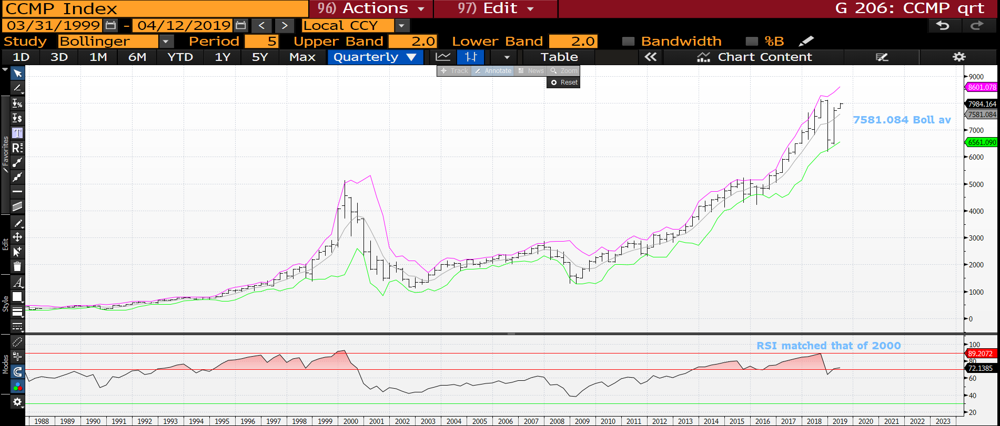 CCMP Index
96) Actions
97) Edit
G 206: CCMP qrt
03/31/1999 - 04/12/2019 < > Local CCY
Study Bollinger Period 5 Upper Band 2.0 Lower Band 2.0 Bandwidth %B
1D 3D 1M 6M YTD 1Y 5Y Max Quarterly Table Chart Content
Track Annotate News Zoom
Reset
Favorites
Edit
Style
Modes
%
$
T
R
A
9000
8601.078
7984.164
7581.084
7581.084 Boll av
7000
6561.090
6000
5000
4000
3000
2000
1000
0
RSI matched that of 2000
100
89.2072
80
72.1385
60
40
20
1988 1989 1990 1991 1992 1993 1994 1995 1996 1997 1998 1999 2000 2001 2002 2003 2004 2005 2006 2007 2008 2009 2010 2011 2012 2013 2014 2015 2016 2017 2018 2019 2020 2021 2022 2023